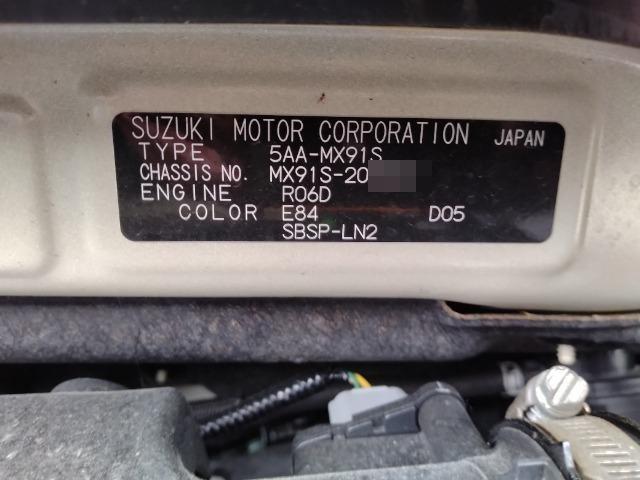 SUZUKI MOTOR CORPORATION JAPAN
TYPE 5AA-MX91S
CHASSIS NO. MX91S-20
ENGINE R06D
COLOR E84 D05
SBSP-LN2